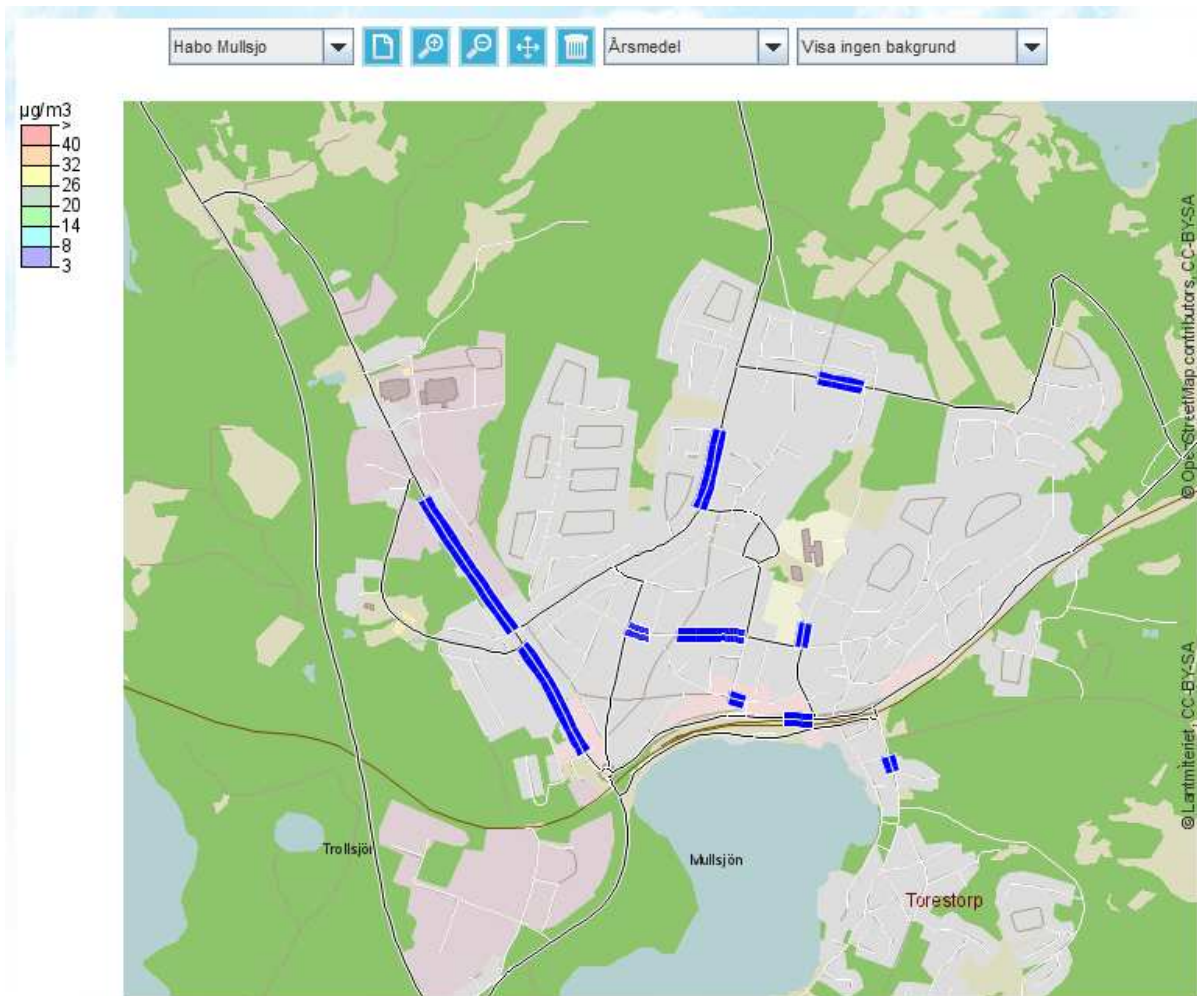 Habo Mullsjo
Årsmedel
Visa ingen bakgrund
µg/m3
>
40
32
26
20
14
8
3
© OpenStreetMap contributors, CC-BY-SA
© Lantmäteriet, CC-BY-SA
Trollsjön
Mullsjön
Torestorp